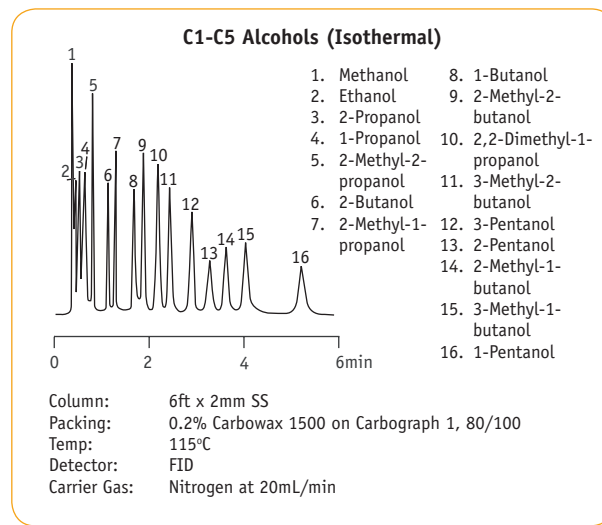 C1-C5 Alcohols (Isothermal)
1
2
3
4
5
6
7
8
9
10
11
12
13
14
15
16
0 2 4 6min
1. Methanol
2. Ethanol
3. 2-Propanol
4. 1-Propanol
5. 2-Methyl-2-
propanol
6. 2-Butanol
7. 2-Methyl-1-
propanol
8. 1-Butanol
9. 2-Methyl-2-
butanol
10. 2,2-Dimethyl-1-
propanol
11. 3-Methyl-2-
butanol
12. 3-Pentanol
13. 2-Pentanol
14. 2-Methyl-1-
butanol
15. 3-Methyl-1-
butanol
16. 1-Pentanol
Column: 6ft x 2mm SS
Packing: 0.2% Carbowax 1500 on Carbograph 1, 80/100
Temp: 115°C
Detector: FID
Carrier Gas: Nitrogen at 20mL/min